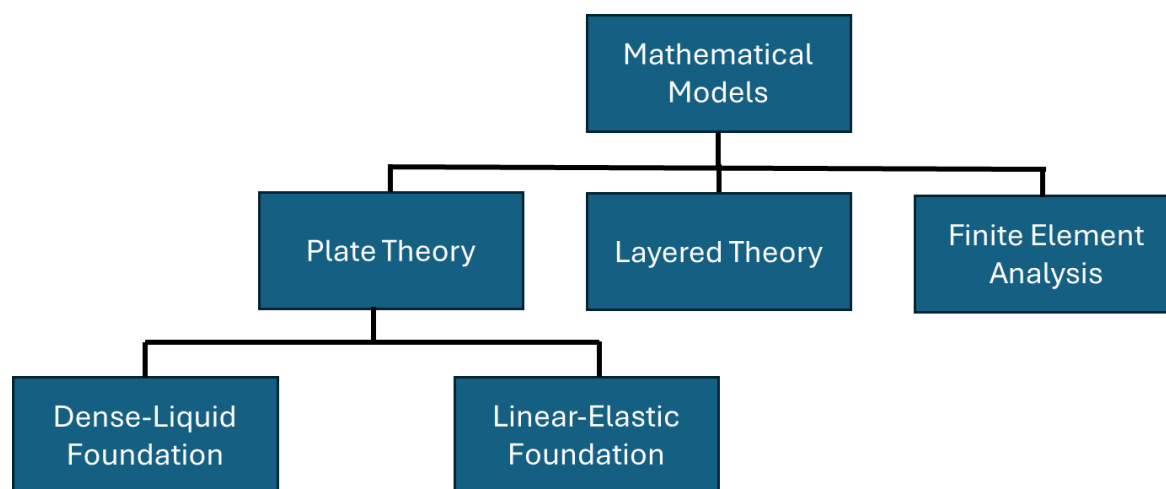 Mathematical
Models
Plate Theory
Layered Theory
Finite Element
Analysis
Dense-Liquid
Foundation
Linear-Elastic
Foundation